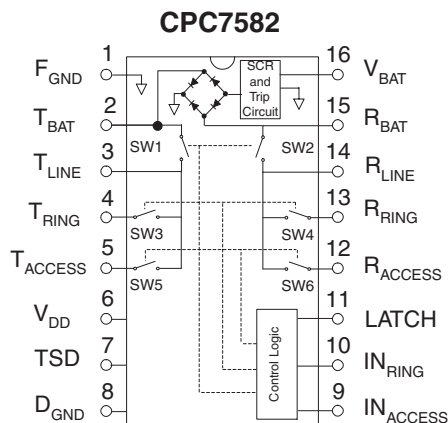 CPC7582
1
F_GND
2
T_BAT
3
T_LINE
4
T_RING
5
T_ACCESS
6
V_DD
7
TSD
8
D_GND
SW1
SW2
SW3
SW4
SW5
SW6
SCR
and
Trip
Circuit
Control Logic
16
V_BAT
15
R_BAT
14
R_LINE
13
R_RING
12
R_ACCESS
11
LATCH
10
IN_RING
9
IN_ACCESS